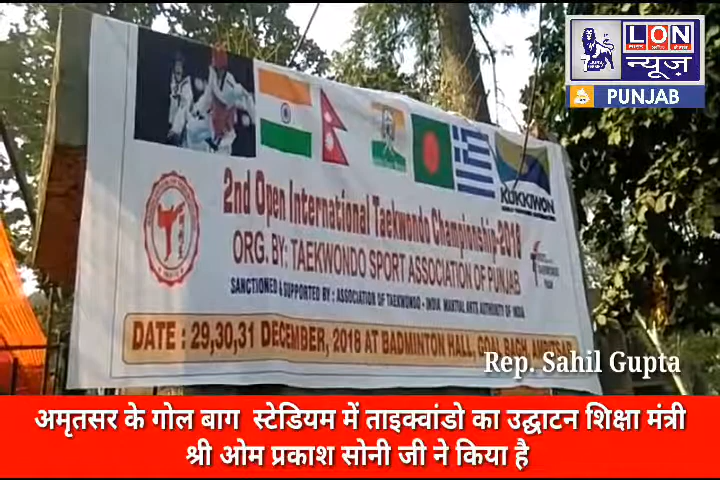 LON
न्यूज़
PUNJAB
KUKKIWON
2nd Open International Taekwondo Championship-2018
ORG. BY: TAEKWONDO SPORT ASSOCIATION OF PUNJAB
SANCTIONED & SUPPORTED BY : ASSOCIATION OF TAEKWONDO - INDIA MARTIAL ARTS AUTHORITY OF INDIA
DATE : 29,30,31 DECEMBER, 2018 AT BADMINTON HALL, GOAL BAGH, AMRITSAR
Rep. Sahil Gupta
अमृतसर के गोल बाग स्टेडियम में ताइक्वांडो का उद्घाटन शिक्षा मंत्री
श्री ओम प्रकाश सोनी जी ने किया है